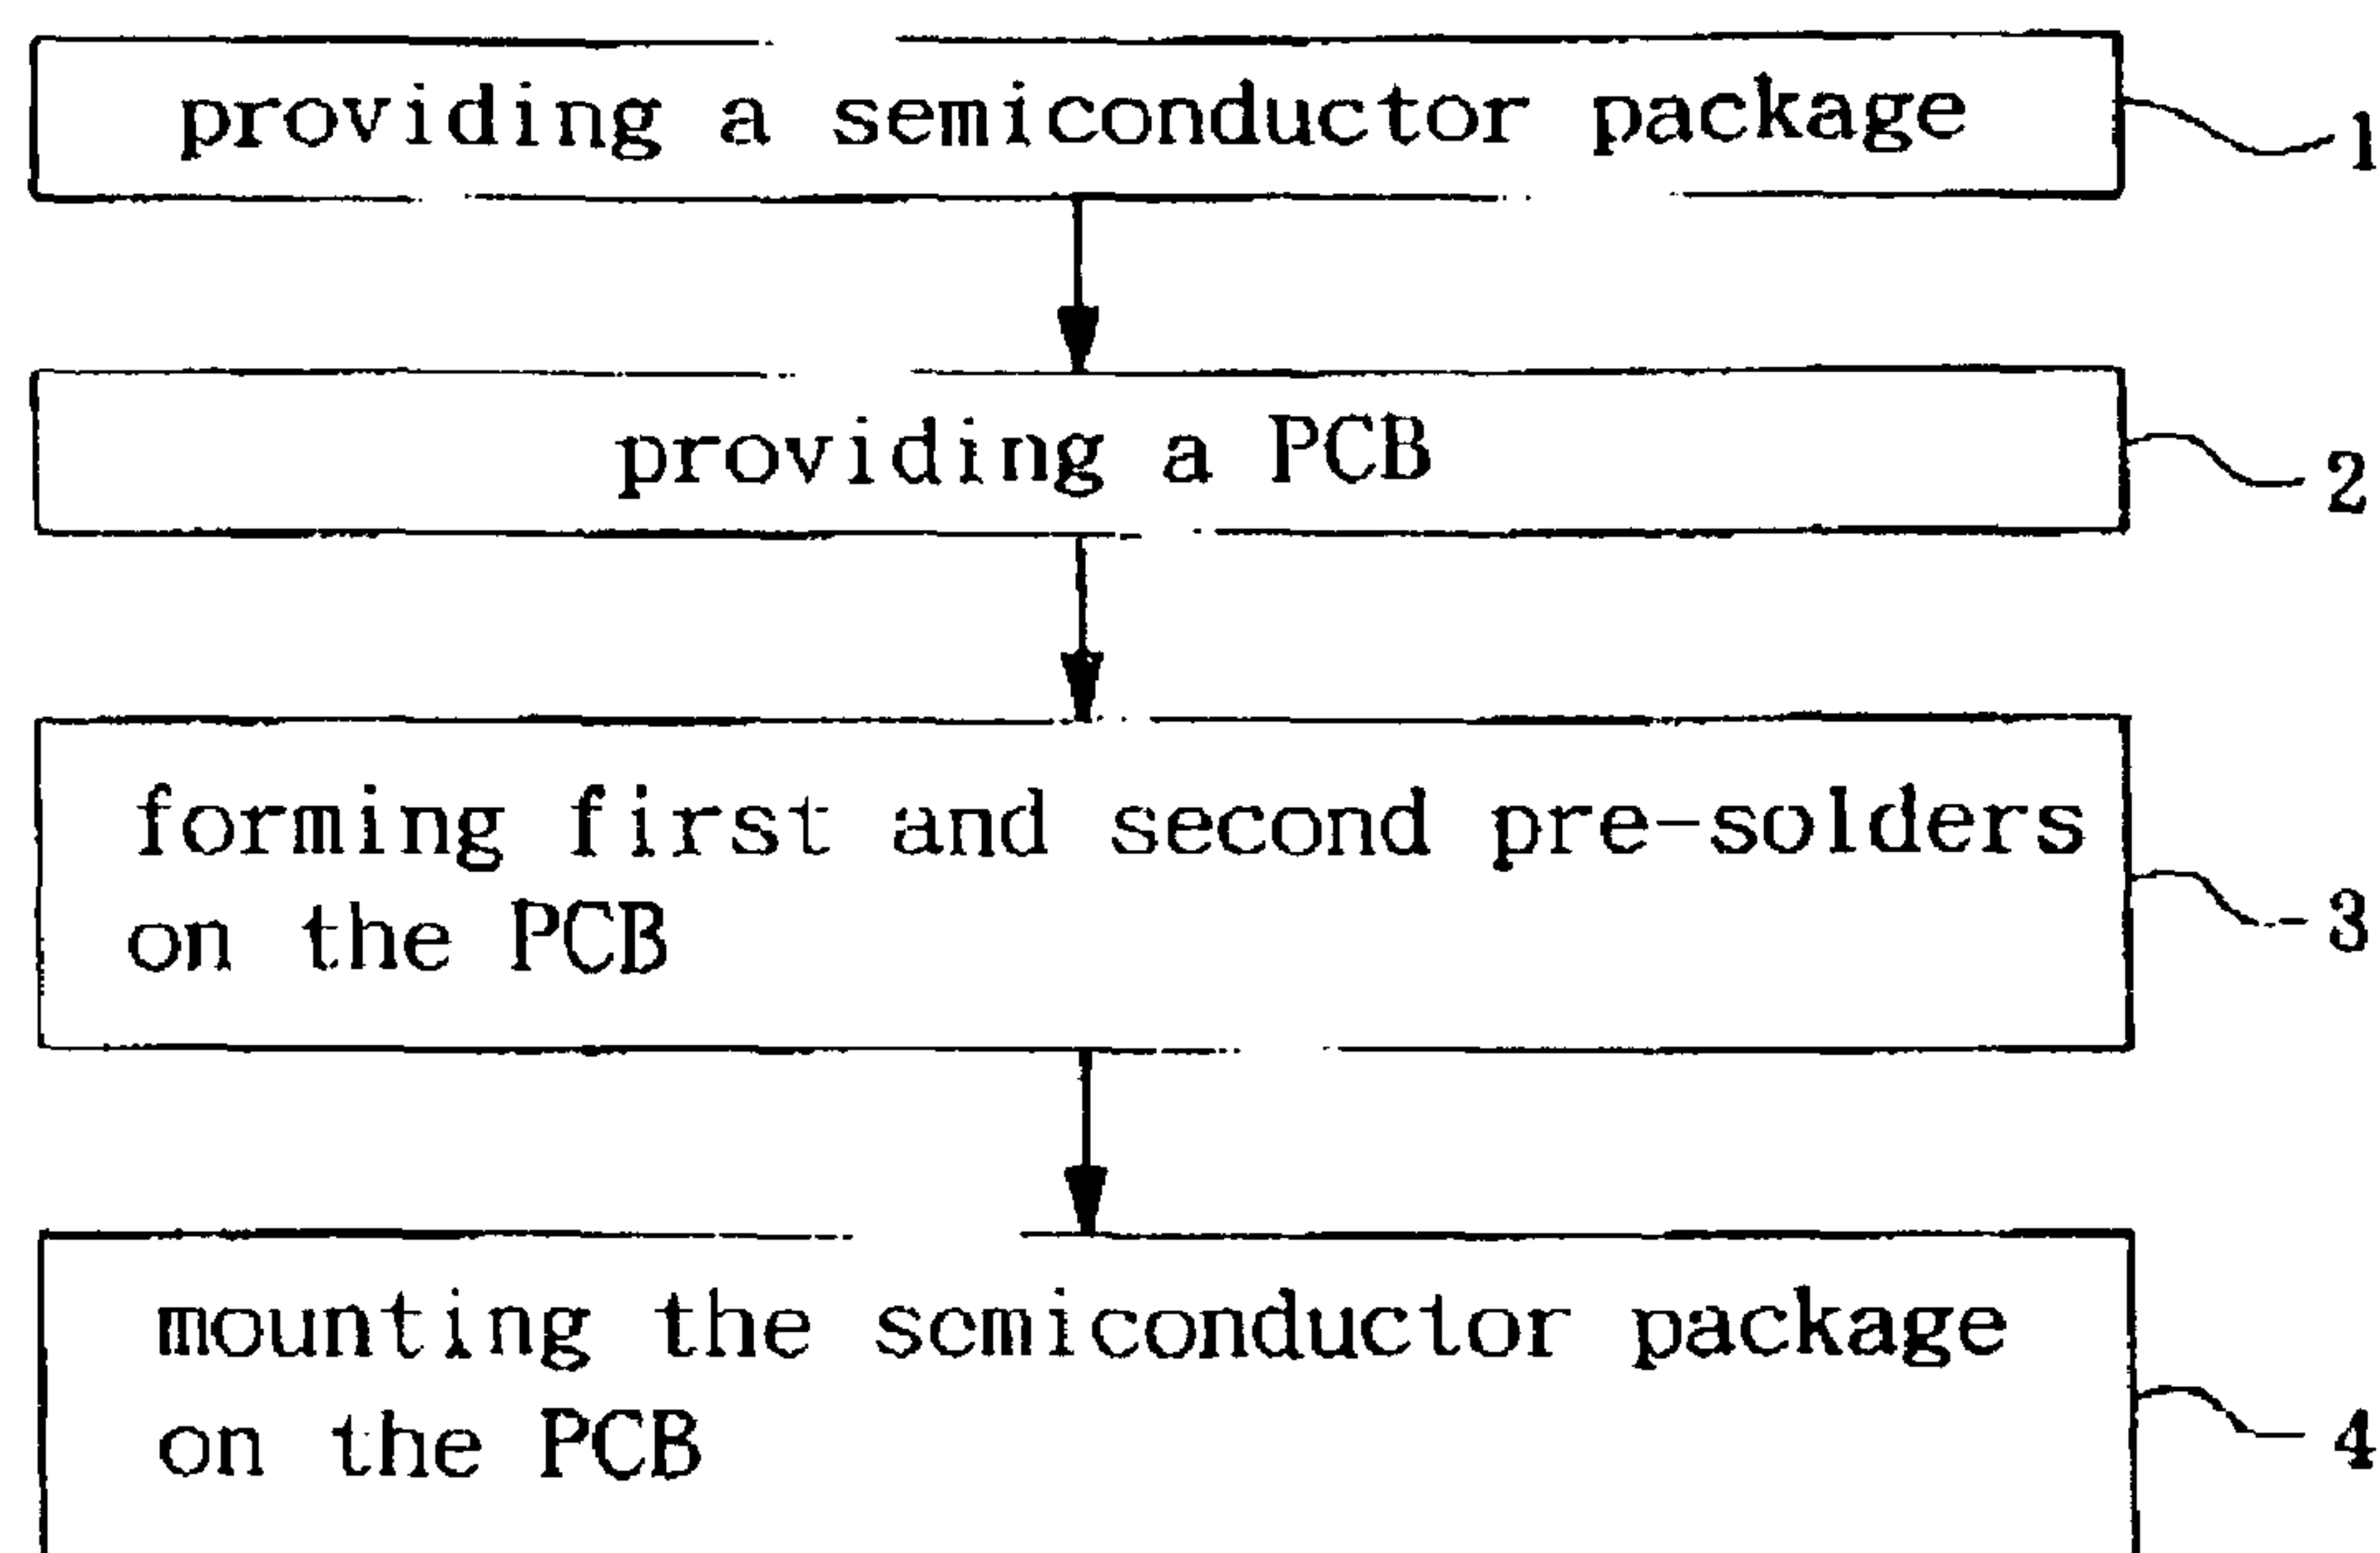 providing a semiconductor package
1
providing a PCB
2
forming first and second pre-solders
on the PCB
3
mounting the semiconductor package
on the PCB
4